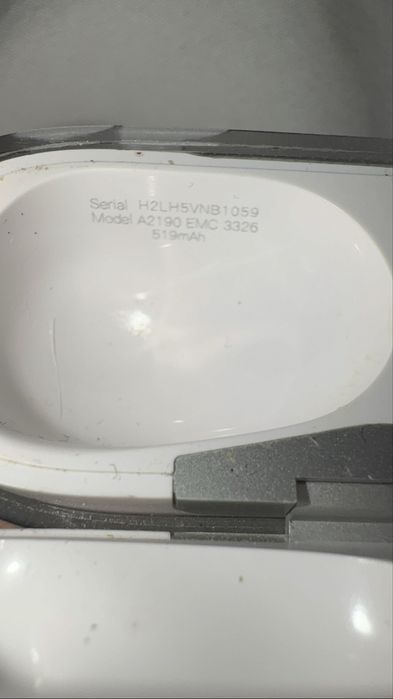 Serial H2LH5VNB1059
Model A2190 EMC 3326
519mAh